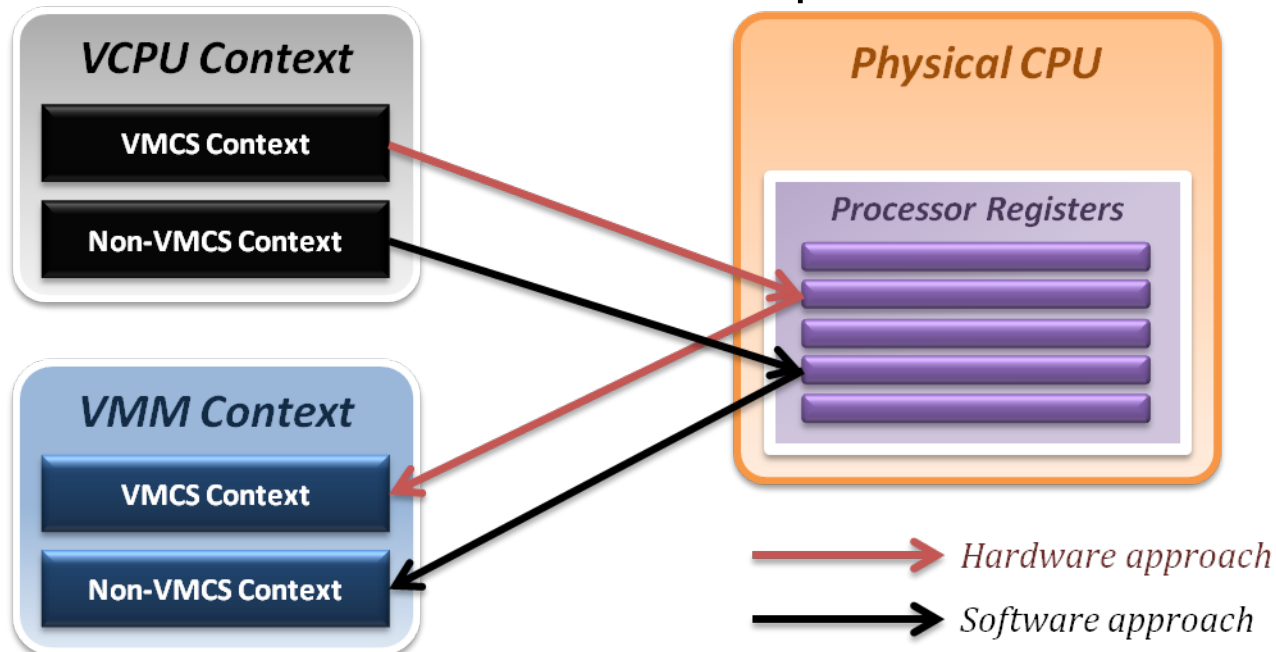 VCPU Context
VMCS Context
Non-VMCS Context
Physical CPU
Processor Registers
VMM Context
VMCS Context
Non-VMCS Context
Hardware approach
Software approach